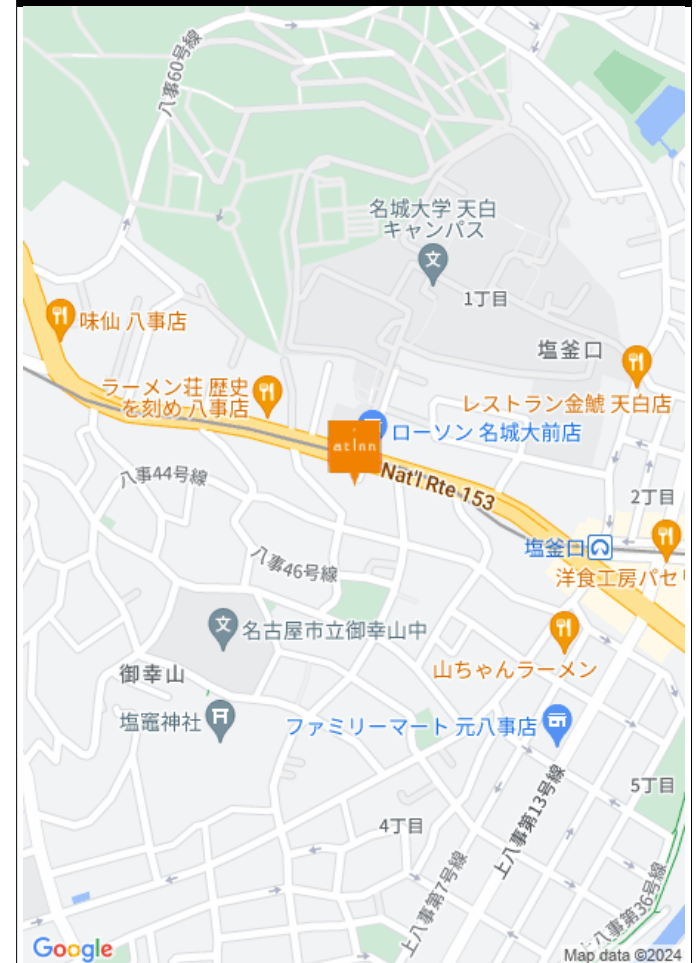 八事60号線
名城大学 天白
キャンパス
1丁目
味仙 八事店
塩釜口
ラーメン荘 歴史
を刻め 八事店
レストラン金鯱 天白店
ローソン 名城大前店
at Inn
Nat'l Rte 153
八事44号線
2丁目
塩釜口
八事46号線
洋食工房パセリ
名古屋市立御幸山中
御幸山
山ちゃんラーメン
塩竈神社
ファミリーマート 元八事店
5丁目
上八事第13号線
4丁目
上八事第7号線
上八事第36号線
Google
Map data ©2024